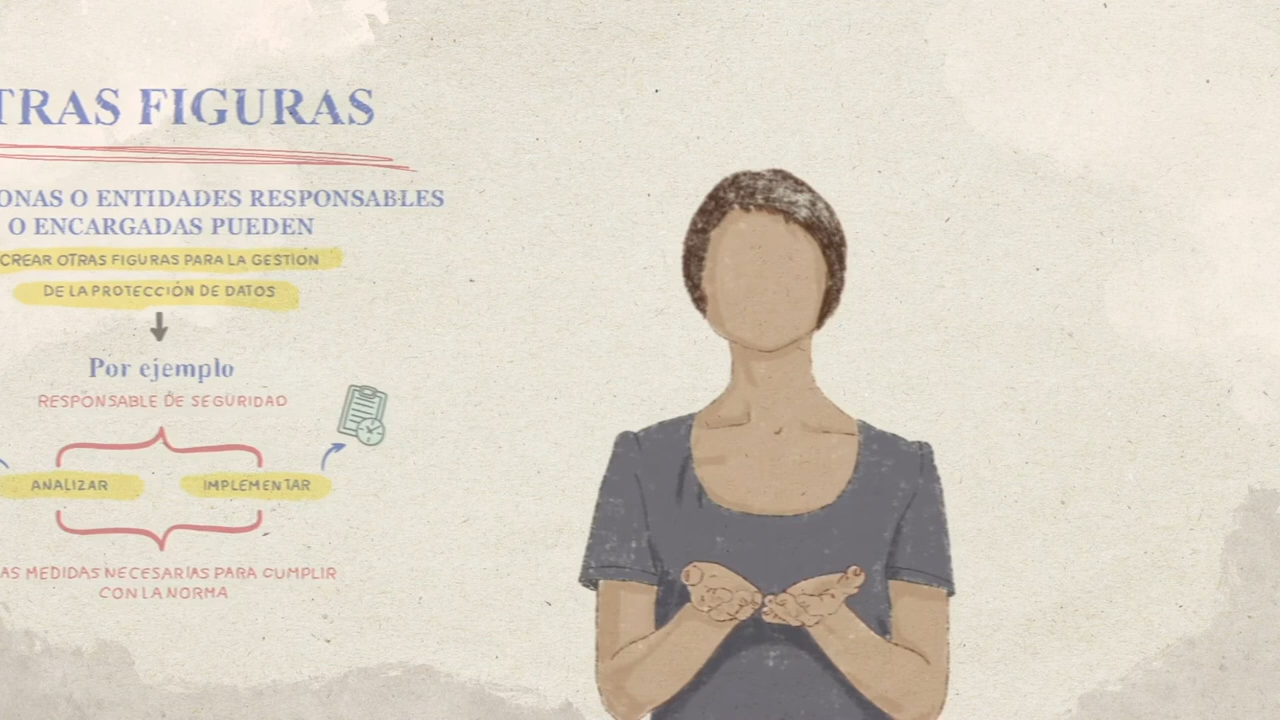 TRAS FIGURAS
ONAS O ENTIDADES RESPONSABLES
O ENCARGADAS PUEDEN
CREAR OTRAS FIGURAS PARA LA GESTIÓN
DE LA PROTECCIÓN DE DATOS
Por ejemplo
RESPONSABLE DE SEGURIDAD
ANALIZAR
IMPLEMENTAR
AS MEDIDAS NECESARIAS PARA CUMPLIR
CON LA NORMA